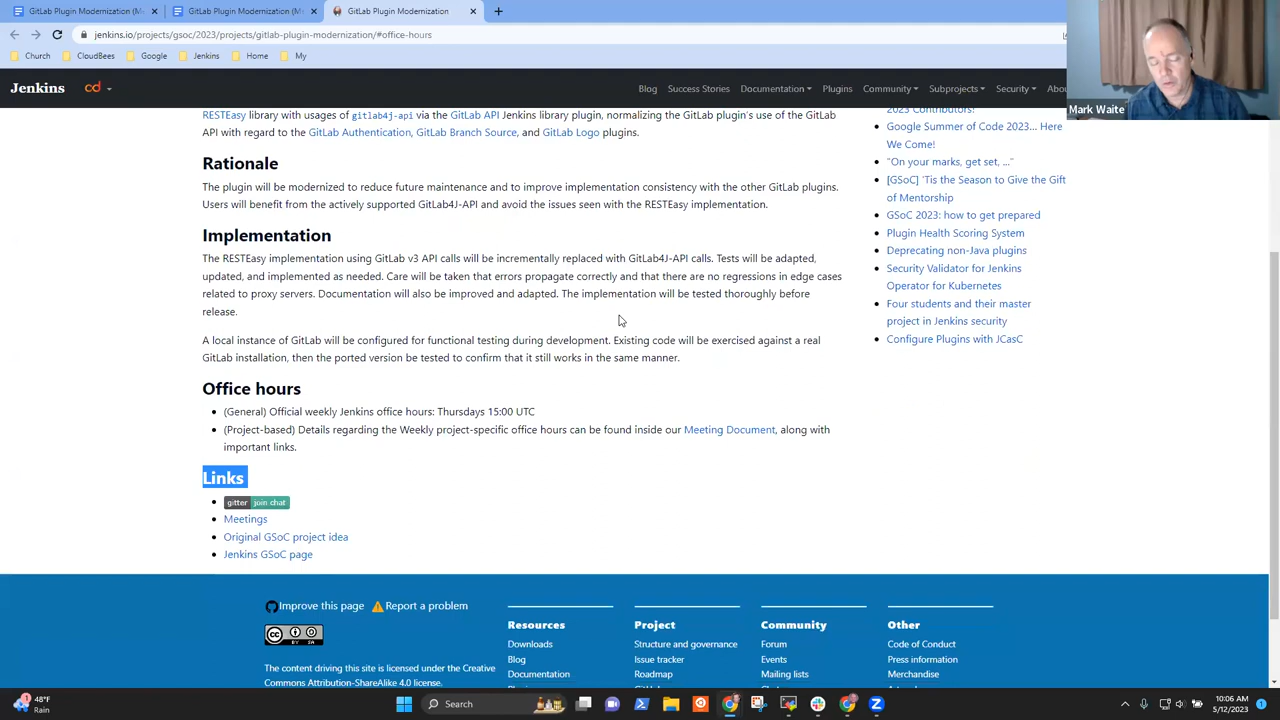 GitLab Plugin Modernization (M
GitLab Plugin Modernization (M
GitLab Plugin Modernization
jenkins.io/projects/gsoc/2023/projects/gitlab-plugin-modernization/#office-hours
Church
CloudBees
Google
Jenkins
Home
My
Jenkins
cd
Blog
Success Stories
Documentation
Plugins
Community
Subprojects
Security
Abou
Mark Waite
RESTEasy library with usages of gitlab4j-api via the GitLab API Jenkins library plugin, normalizing the GitLab plugin's use of the GitLab
API with regard to the GitLab Authentication, GitLab Branch Source, and GitLab Logo plugins.
Rationale
The plugin will be modernized to reduce future maintenance and to improve implementation consistency with the other GitLab plugins.
Users will benefit from the actively supported GitLab4J-API and avoid the issues seen with the RESTEasy implementation.
Implementation
The RESTEasy implementation using GitLab v3 API calls will be incrementally replaced with GitLab4J-API calls. Tests will be adapted,
updated, and implemented as needed. Care will be taken that errors propagate correctly and that there are no regressions in edge cases
related to proxy servers. Documentation will also be improved and adapted. The implementation will be tested thoroughly before
release.
A local instance of GitLab will be configured for functional testing during development. Existing code will be exercised against a real
GitLab installation, then the ported version be tested to confirm that it still works in the same manner.
Office hours
(General) Official weekly Jenkins office hours: Thursdays 15:00 UTC
(Project-based) Details regarding the Weekly project-specific office hours can be found inside our Meeting Document, along with
important links.
Links
gitter join chat
Meetings
Original GSoC project idea
Jenkins GSoC page
2023 Contributors!
Google Summer of Code 2023… Here
We Come!
"On your marks, get set, ..."
[GSoC] 'Tis the Season to Give the Gift
of Mentorship
GSoC 2023: how to get prepared
Plugin Health Scoring System
Deprecating non-Java plugins
Security Validator for Jenkins
Operator for Kubernetes
Four students and their master
project in Jenkins security
Configure Plugins with JCasC
Improve this page
Report a problem
CC BY SA
The content driving this site is licensed under the Creative
Commons Attribution-ShareAlike 4.0 license.
Resources
Downloads
Blog
Documentation
Project
Structure and governance
Issue tracker
Roadmap
Community
Forum
Events
Mailing lists
Other
Code of Conduct
Press information
Merchandise
48°F
Rain
Search
10:06 AM
5/12/2023